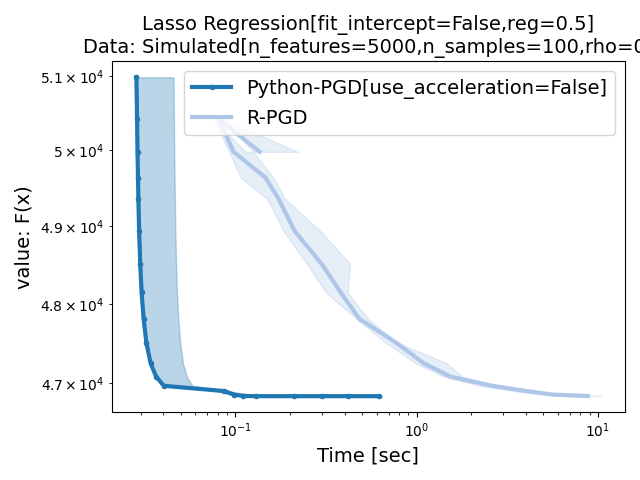 Lasso Regression[fit_intercept=False,reg=0.5]
Data: Simulated[n_features=5000,n_samples=100,rho=0
Python-PGD[use_acceleration=False]
R-PGD
5.1 × 10⁴
5 × 10⁴
4.9 × 10⁴
4.8 × 10⁴
4.7 × 10⁴
value: F(x)
10⁻¹
10⁰
10¹
Time [sec]